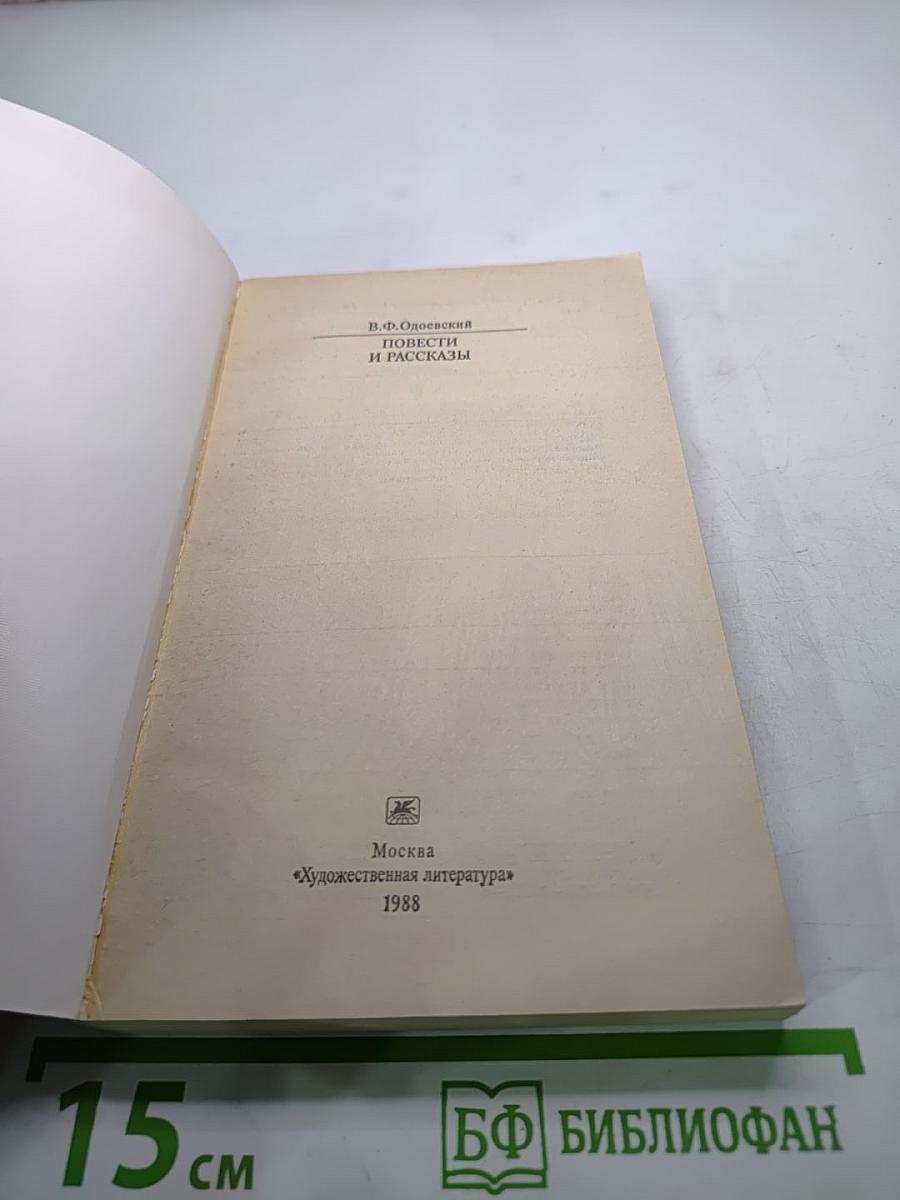 В.Ф.Одоевский
ПОВЕСТИ
И РАССКАЗЫ
Москва
«Художественная литература»
1988
15 см
БФ БИБЛИОФАН